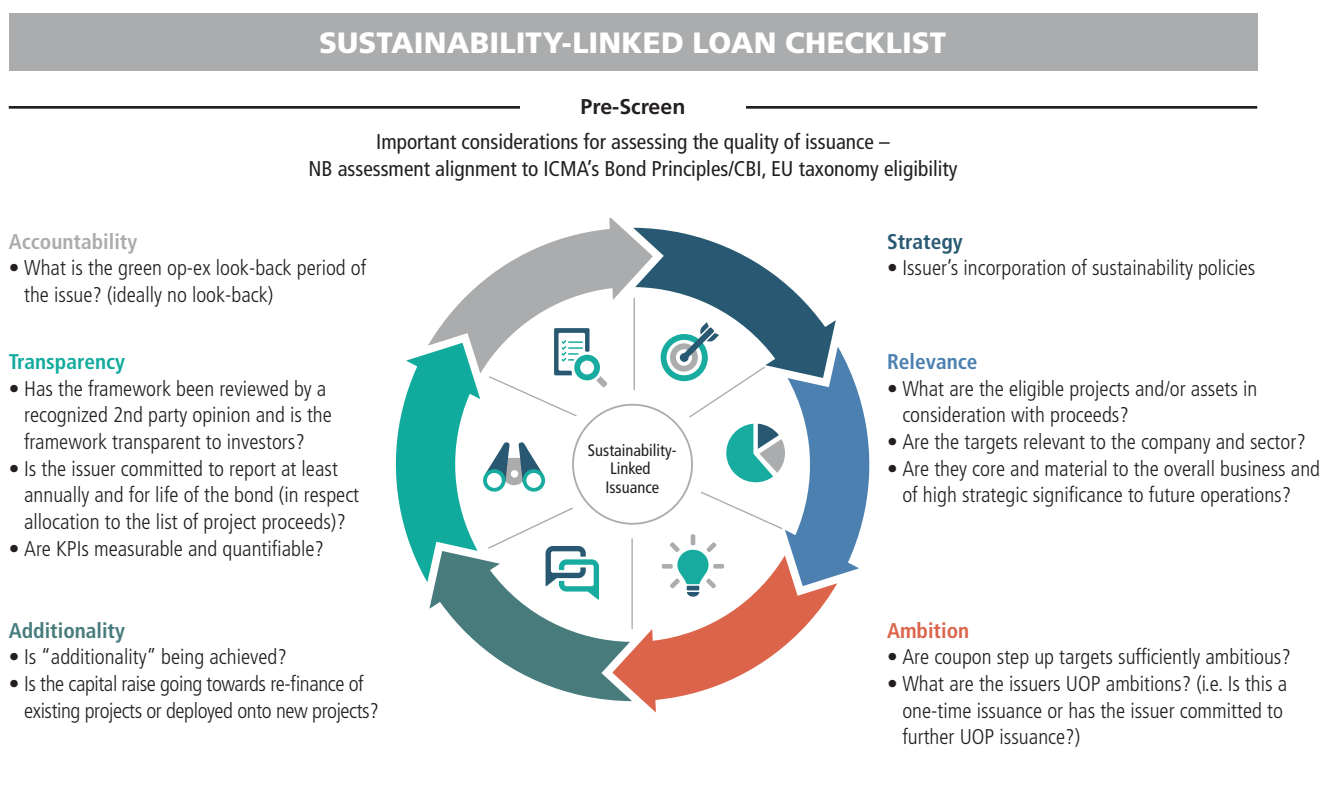 SUSTAINABILITY-LINKED LOAN CHECKLIST
Pre-Screen
Important considerations for assessing the quality of issuance –
NB assessment alignment to ICMA's Bond Principles/CBI, EU taxonomy eligibility
Accountability
• What is the green op-ex look-back period of
the issue? (ideally no look-back)
Transparency
• Has the framework been reviewed by a
recognized 2nd party opinion and is the
framework transparent to investors?
• Is the issuer committed to report at least
annually and for life of the bond (in respect
allocation to the list of project proceeds)?
• Are KPIs measurable and quantifiable?
Additionality
• Is "additionality" being achieved?
• Is the capital raise going towards re-finance of
existing projects or deployed onto new projects?
Sustainability-
Linked
Issuance
Strategy
• Issuer's incorporation of sustainability policies
Relevance
• What are the eligible projects and/or assets in
consideration with proceeds?
• Are the targets relevant to the company and sector?
• Are they core and material to the overall business and
of high strategic significance to future operations?
Ambition
• Are coupon step up targets sufficiently ambitious?
• What are the issuers UOP ambitions? (i.e. Is this a
one-time issuance or has the issuer committed to
further UOP issuance?)